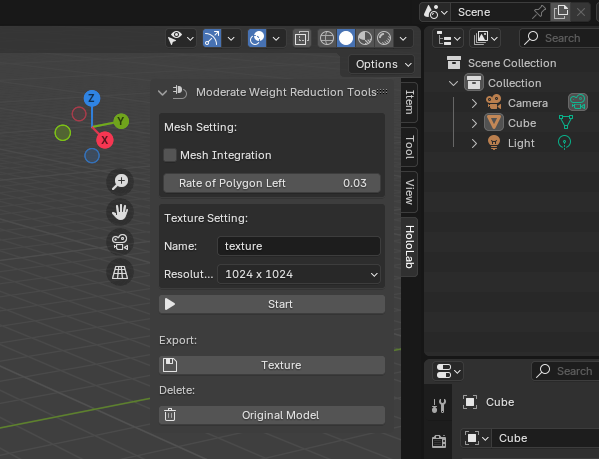 Scene
Options
Search
Scene Collection
Collection
Camera
Cube
Light
Z
Y
X
Moderate Weight Reduction Tools
Mesh Setting:
Mesh Integration
Rate of Polygon Left 0.03
Texture Setting:
Name: texture
Resolut... 1024 x 1024
Start
Export:
Texture
Delete:
Original Model
Item
Tool
View
HoloLab
Search
Cube
Cube